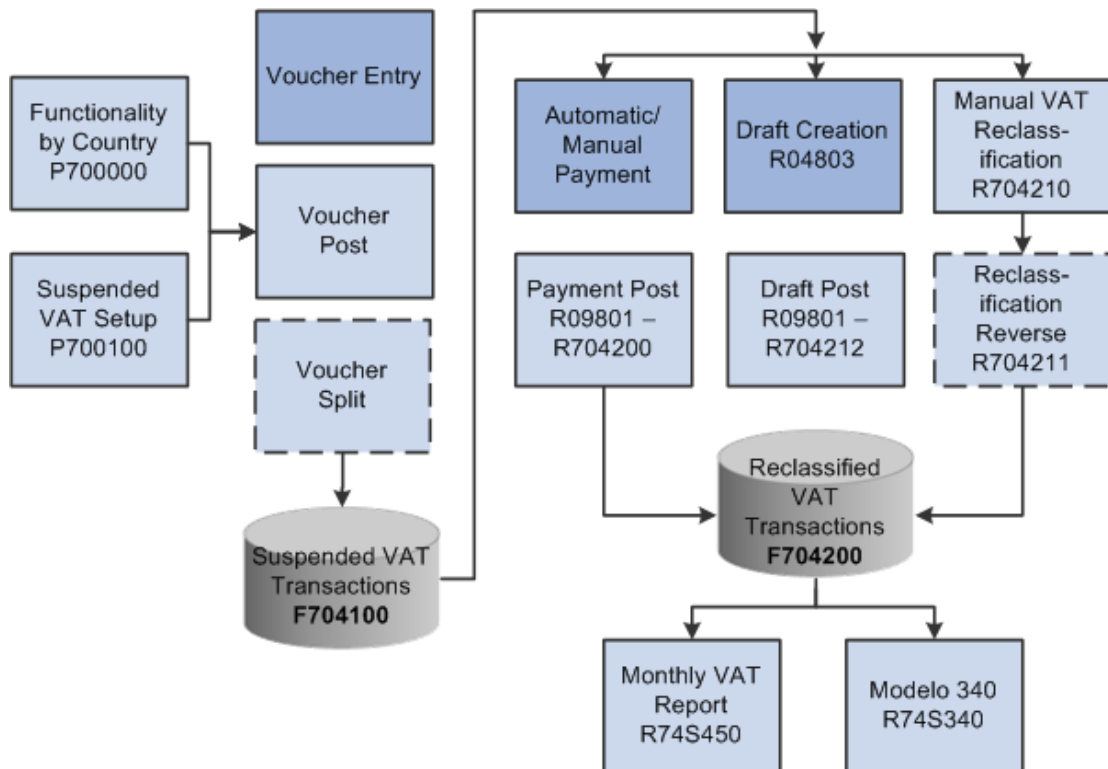 Functionality
by Country
P700000
Suspended
VAT Setup
P700100
Voucher Entry
Voucher
Post
Voucher
Split
Suspended VAT
Transactions
F704100
Automatic/
Manual
Payment
Draft Creation
R04803
Manual VAT
Reclass-
ification
R704210
Payment Post
R09801 –
R704200
Draft Post
R09801 –
R704212
Reclass-
ification
Reverse
R704211
Reclassified
VAT
Transactions
F704200
Monthly VAT
Report
R74S450
Modelo 340
R74S340